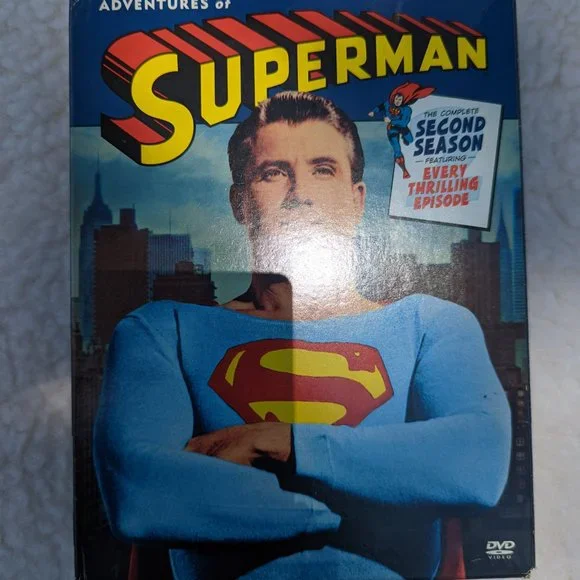 ADVENTURES of
SUPERMAN
THE COMPLETE
SECOND
SEASON
FEATURING
EVERY
THRILLING
EPISODE
S
DVD
VIDEO